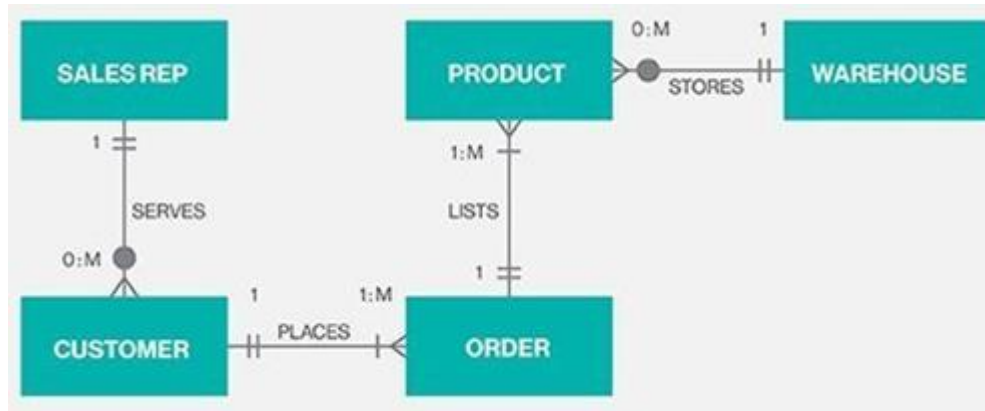 0:M 1
SALES REP PRODUCT WAREHOUSE
STORES
1 1:M
SERVES LISTS
0:M 1
1 1:M
PLACES
CUSTOMER ORDER